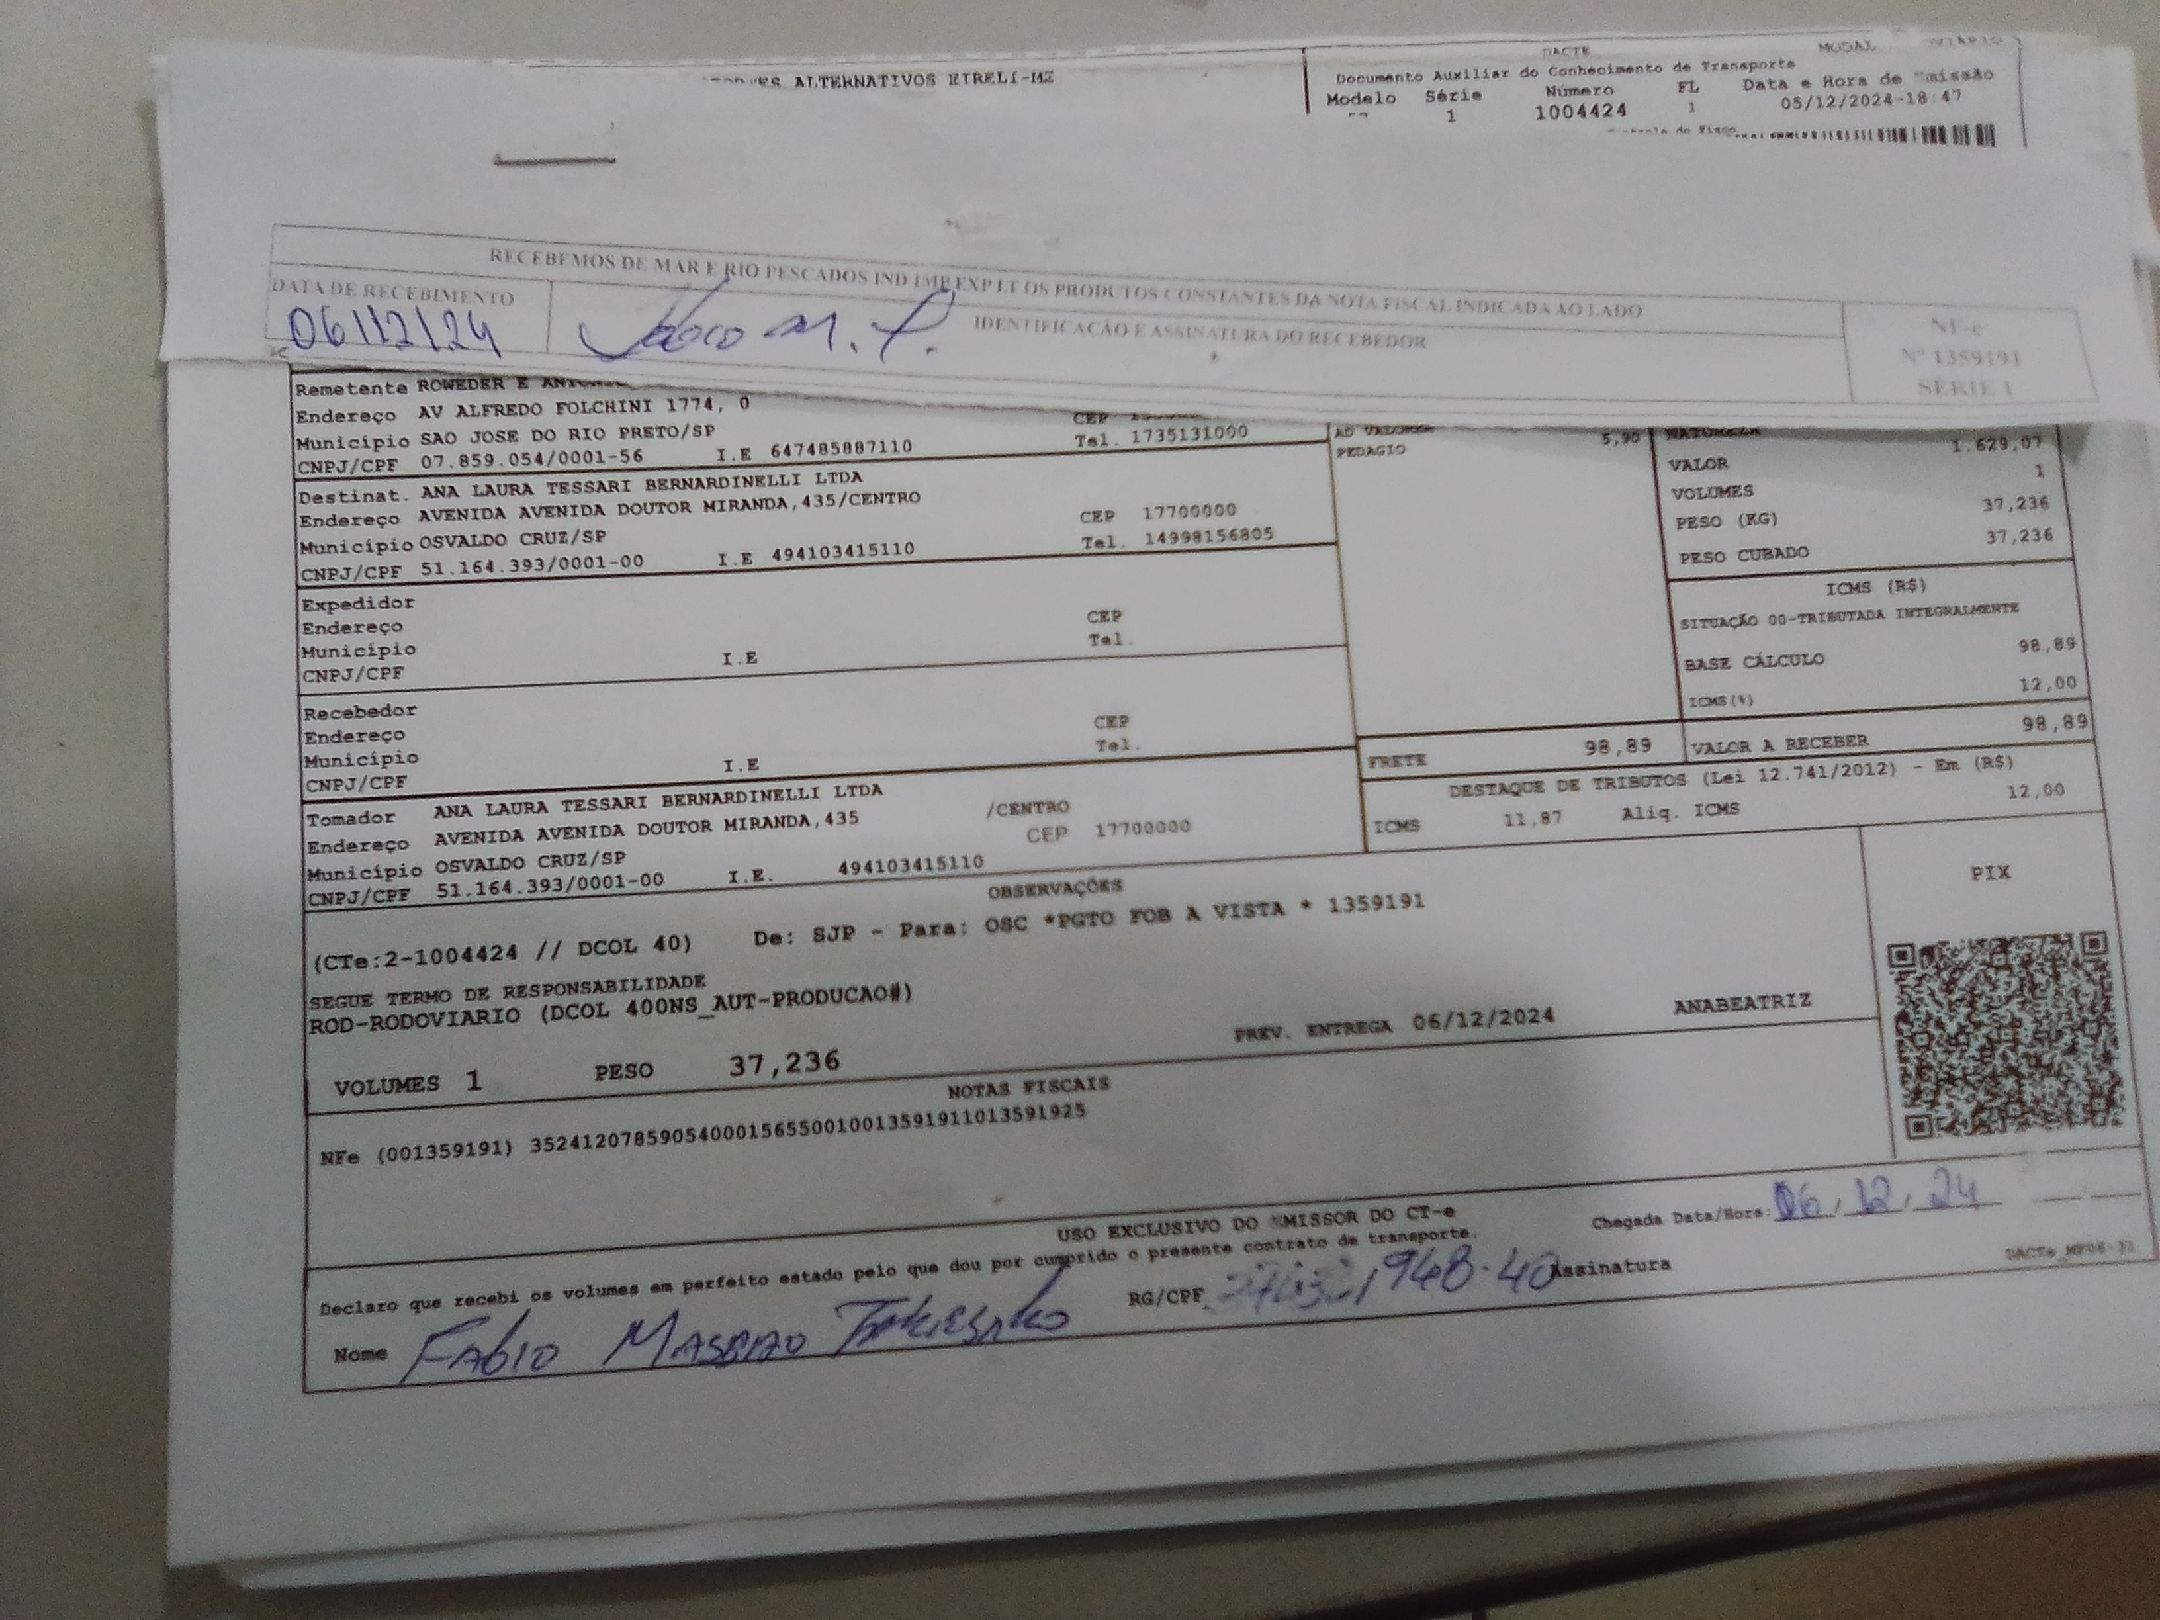 ALTERNATIVOS EIRELI-MZ
DACTE
MODAL
Documento Auxiliar do Conhecimento de Transporte
Modelo Série Número FL Data e Hora de
1 1004424 1 05/12/2024-18:47
RECEBEMOS DE MAR E RIO PESCADOS IND IMP EXP LT OS PRODUTOS CONSTANTES DA NOTA FISCAL INDICADA AO LADO
DATA DE RECEBIMENTO
06/12/24
IDENTIFICAÇÃO E ASSINATURA DO RECEBEDOR
NF-e
Nº 1359191
SÉRIE 1
Remetente ROWEDER E
Endereço AV ALFREDO FOLCHINI 1774, 0
CEP
Município SAO JOSE DO RIO PRETO/SP
Tel. 1735131000
CNPJ/CPF 07.859.054/0001-56 I.E 647485887110
Destinat. ANA LAURA TESSARI BERNARDINELLI LTDA
Endereço AVENIDA AVENIDA DOUTOR MIRANDA,435/CENTRO
CEP 17700000
Município OSVALDO CRUZ/SP
Tel. 14998156805
CNPJ/CPF 51.164.393/0001-00 I.E 494103415110
Expedidor
Endereço CEP
Município Tel.
CNPJ/CPF I.E
Recebedor
Endereço CEP
Município Tel.
CNPJ/CPF I.E
Tomador ANA LAURA TESSARI BERNARDINELLI LTDA
Endereço AVENIDA AVENIDA DOUTOR MIRANDA,435 /CENTRO
Município OSVALDO CRUZ/SP CEP 17700000
CNPJ/CPF 51.164.393/0001-00 I.E. 494103415110
AD VALOREM 5,90
PEDAGIO
NATUREZA
VALOR 1.629,07
VOLUMES 1
PESO (KG) 37,236
PESO CUBADO 37,236
ICMS (R$)
SITUAÇÃO 00-TRIBUTADA INTEGRALMENTE
BASE CÁLCULO 98,89
ICMS(%) 12,00
FRETE 98,89
VALOR A RECEBER 98,89
DESTAQUE DE TRIBUTOS (Lei 12.741/2012) - Em (R$)
ICMS 11,87 Aliq. ICMS 12,00
OBSERVAÇÕES
(CTe:2-1004424 // DCOL 40) De: SJP - Para: OSC *PGTO FOB A VISTA * 1359191
SEGUE TERMO DE RESPONSABILIDADE
ROD-RODOVIARIO (DCOL 400NS_AUT-PRODUCAO#)
PREV. ENTREGA 06/12/2024 ANABEATRIZ
VOLUMES 1 PESO 37,236
PIX
NOTAS FISCAIS
NFe (001359191) 35241207859054000156550010013591911013591925
USO EXCLUSIVO DO EMISSOR DO CT-e
Chegada Data/Hora: 06/12/24
Declaro que recebi os volumes em perfeito estado pelo que dou por cumprido o presente contrato de transporte.
Nome FABIO
RG/CPF
Assinatura